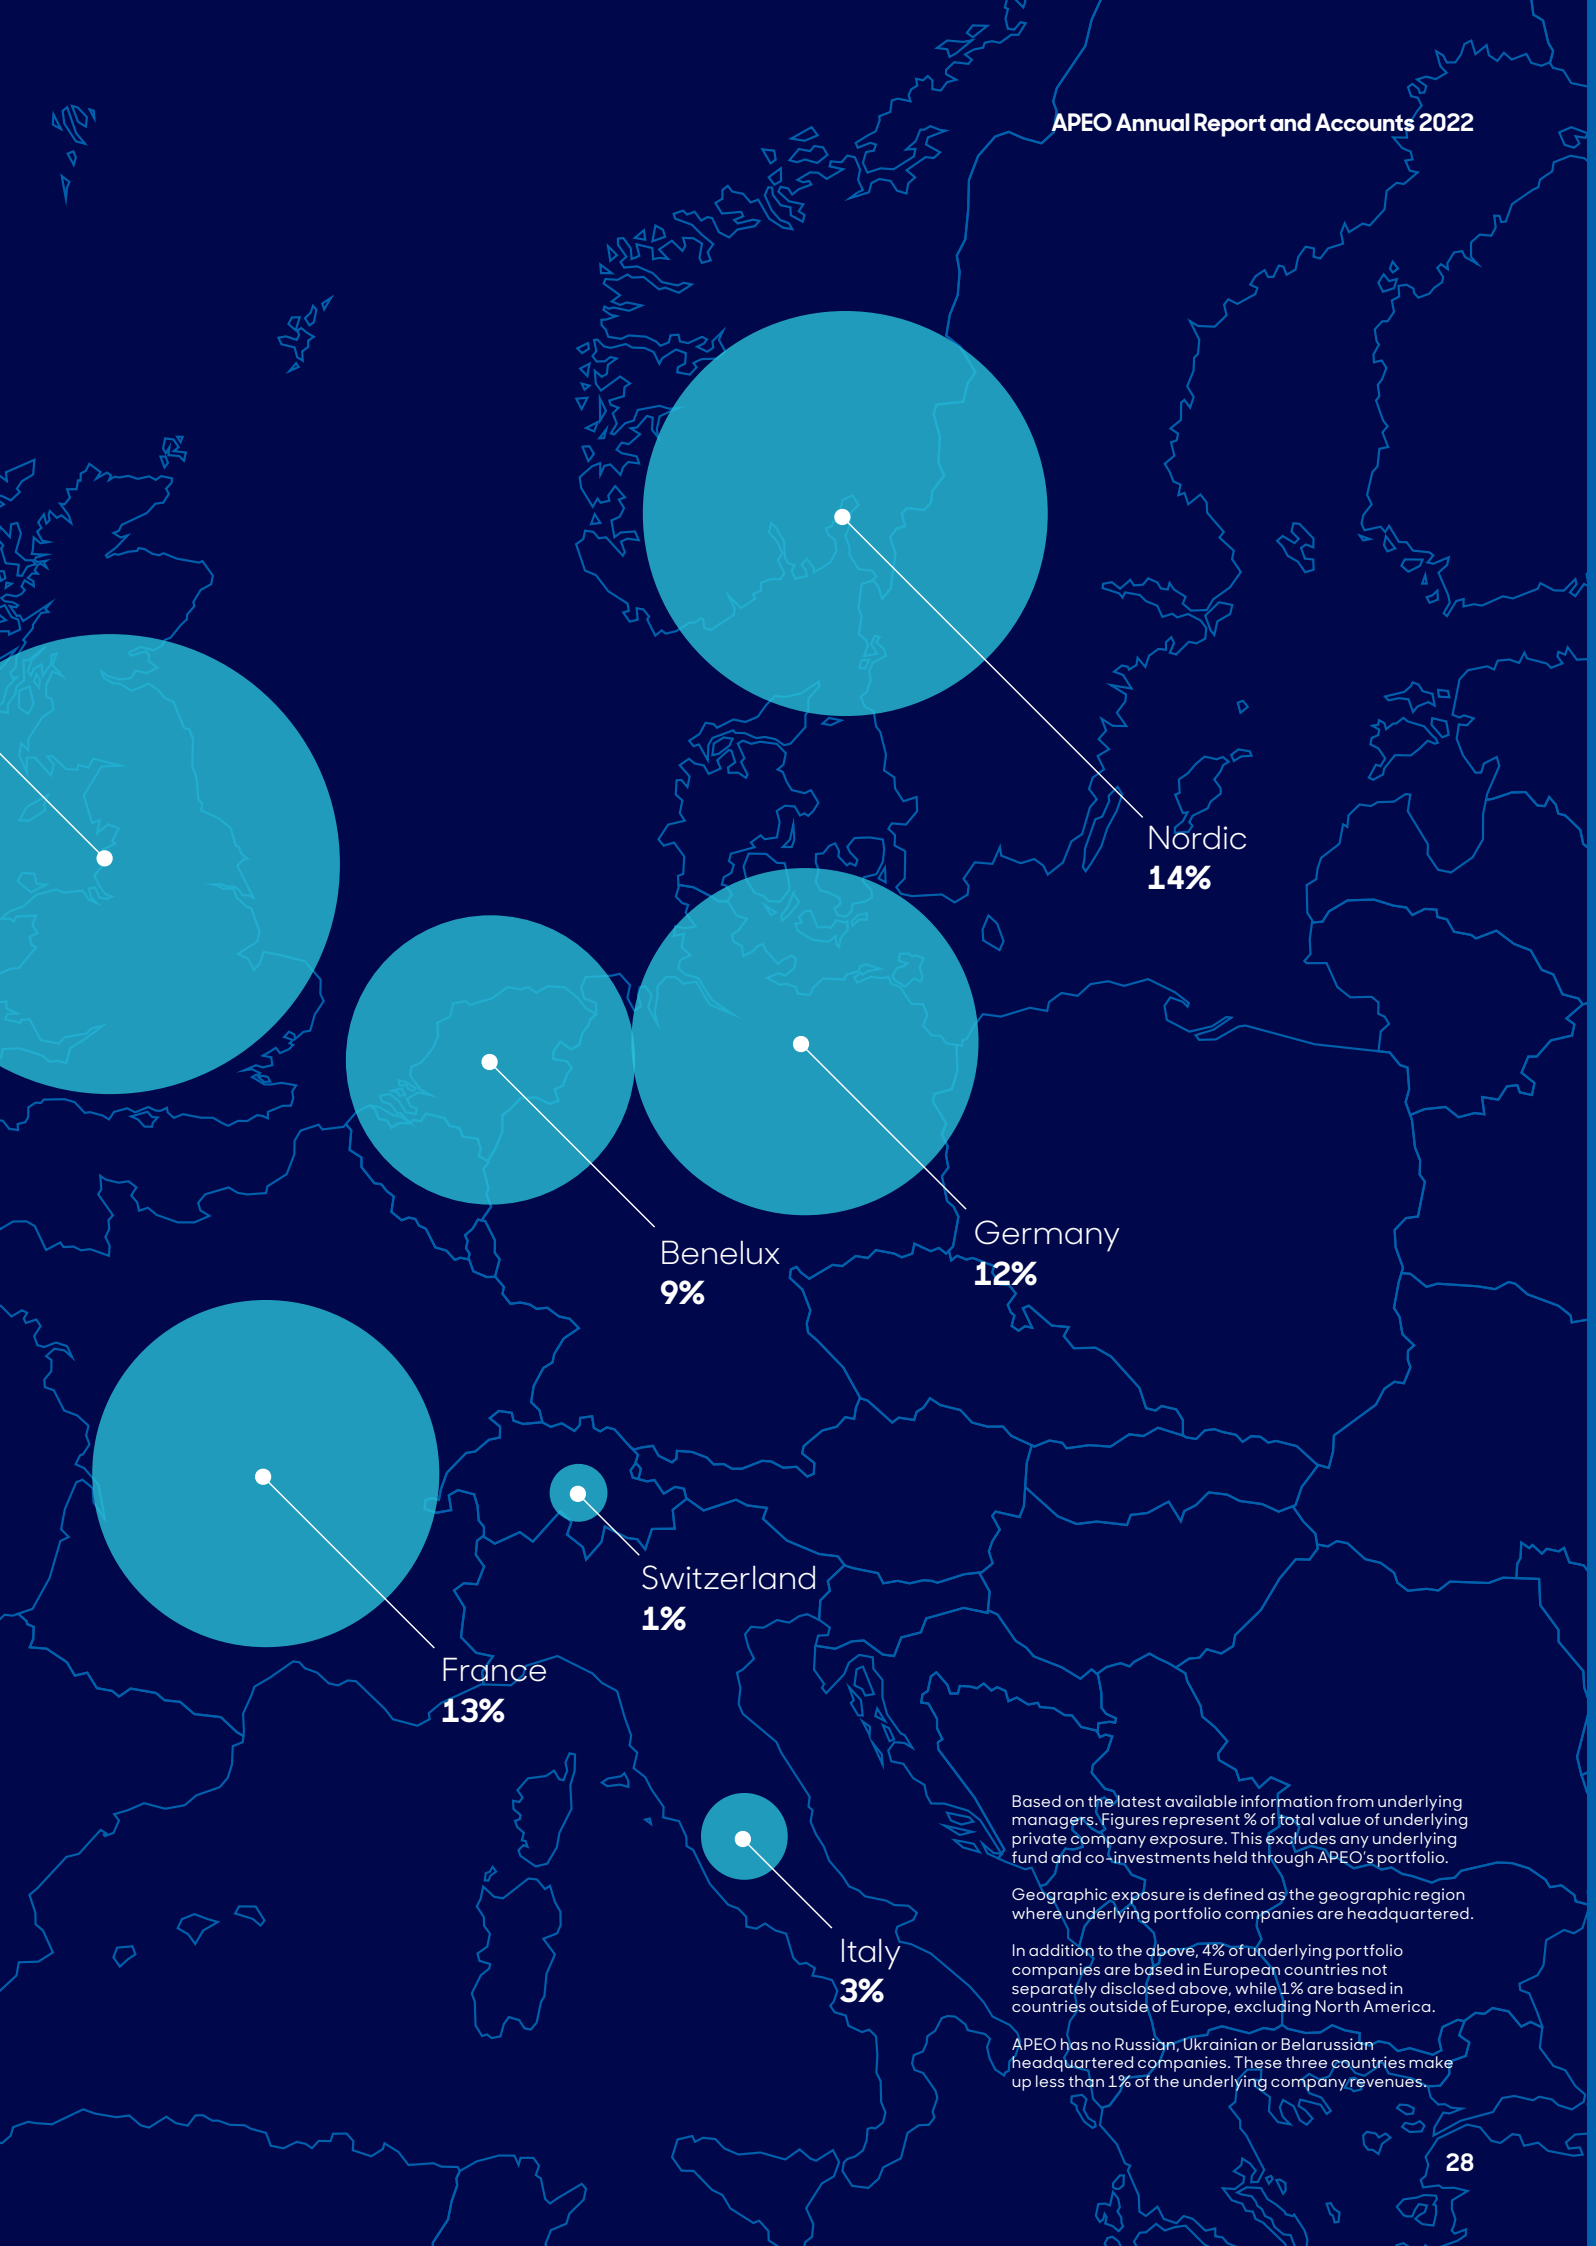 APEO Annual Report and Accounts 2022
Nordic
14%
Germany
12%
Benelux
9%
Switzerland
1%
France
13%
Italy
3%
Based on the latest available information from underlying
managers. Figures represent % of total value of underlying
private company exposure. This excludes any underlying
fund and co-investments held through APEO's portfolio.
Geographic exposure is defined as the geographic region
where underlying portfolio companies are headquartered.
In addition to the above, 4% of underlying portfolio
companies are based in European countries not
separately disclosed above, while 1% are based in
countries outside of Europe, excluding North America.
APEO has no Russian, Ukrainian or Belarussian
headquartered companies. These three countries make
up less than 1% of the underlying company revenues.
28